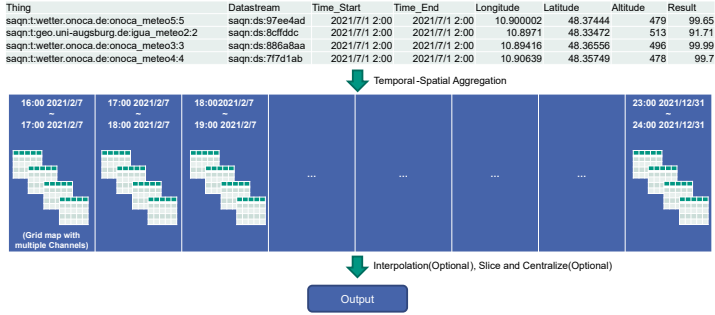 Thing Datastream Time_Start Time_End Longitude Latitude Altitude Result
saqn:t:wetter.onoca.de:onoca_meteo5:5 saqn:ds:97ee4ad 2021/7/1 2:00 2021/7/1 2:00 10.900002 48.37444 479 99.65
saqn:t:geo.uni-augsburg.de:igua_meteo2:2 saqn:ds:8cffddc 2021/7/1 2:00 2021/7/1 2:00 10.8971 48.33472 513 91.71
saqn:t:wetter.onoca.de:onoca_meteo3:3 saqn:ds:886a8aa 2021/7/1 2:00 2021/7/1 2:00 10.89416 48.36556 496 99.99
saqn:t:wetter.onoca.de:onoca_meteo4:4 saqn:ds:7f7d1ab 2021/7/1 2:00 2021/7/1 2:00 10.90639 48.35749 478 99.7
Temporal-Spatial Aggregation
16:00 2021/2/7
~
17:00 2021/2/7
(Grid map with
multiple Channels)
17:00 2021/2/7
~
18:00 2021/2/7
18:002021/2/7
~
19:00 2021/2/7
...
...
...
...
23:00 2021/12/31
~
24:00 2021/12/31
Interpolation(Optional), Slice and Centralize(Optional)
Output